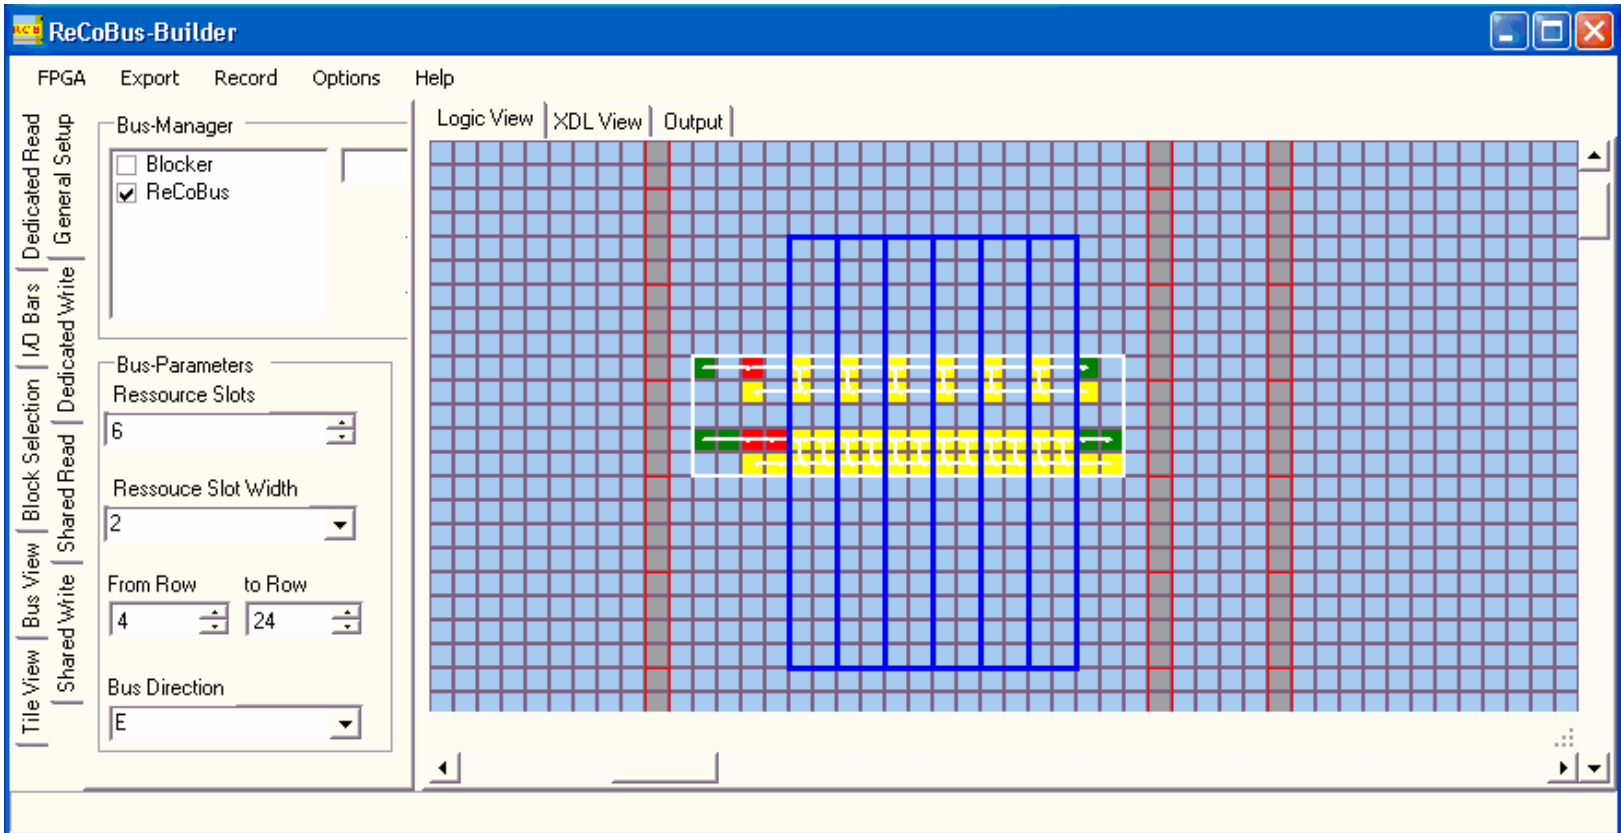 RCB ReCoBus-Builder
FPGA Export Record Options Help
Dedicated Read
I/O Bars
Block Selection
Bus View
Tile View
General Setup
Dedicated Write
Shared Read
Shared Write
Bus-Manager
Blocker
ReCoBus
Bus-Parameters
Ressource Slots
6
Ressouce Slot Width
2
From Row to Row
4 24
Bus Direction
E
Logic View XDL View Output